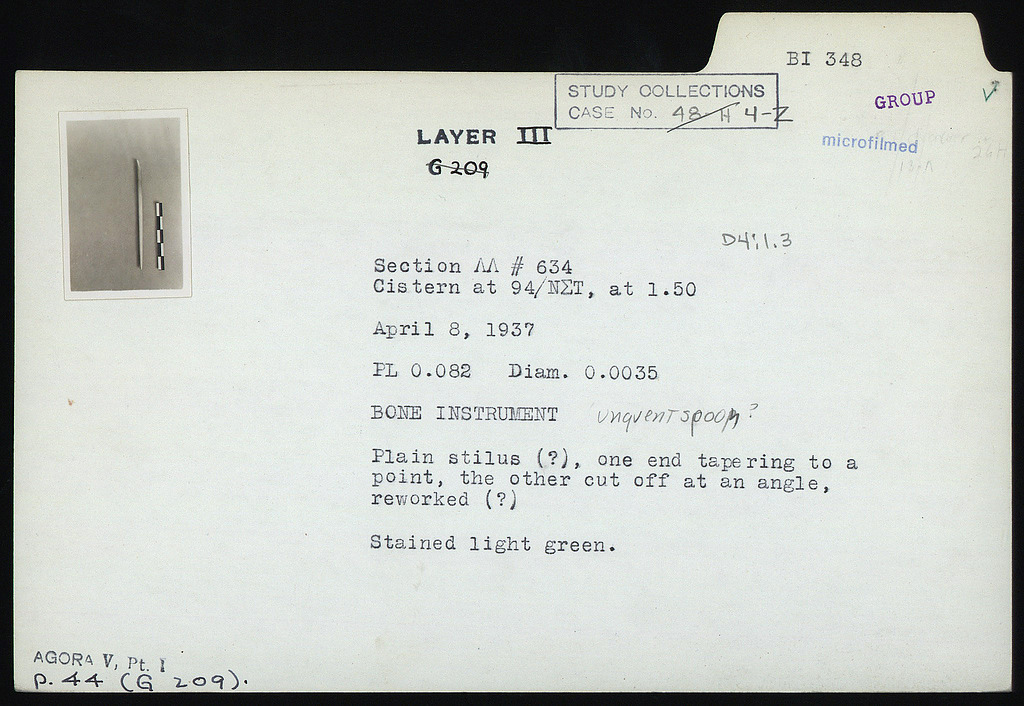 BI 348
STUDY COLLECTIONS
CASE No. 48-H 4-Z
GROUP
microfilmed
LAYER III
G 209
D4:1.3
Section ΛΛ # 634
Cistern at 94/ΝΣΤ, at 1.50
April 8, 1937
PL 0.082 Diam. 0.0035
BONE INSTRUMENT unguent spoon?
Plain stilus (?), one end tapering to a
point, the other cut off at an angle,
reworked (?)
Stained light green.
AGORA V, Pt. I
p. 44 (G 209).